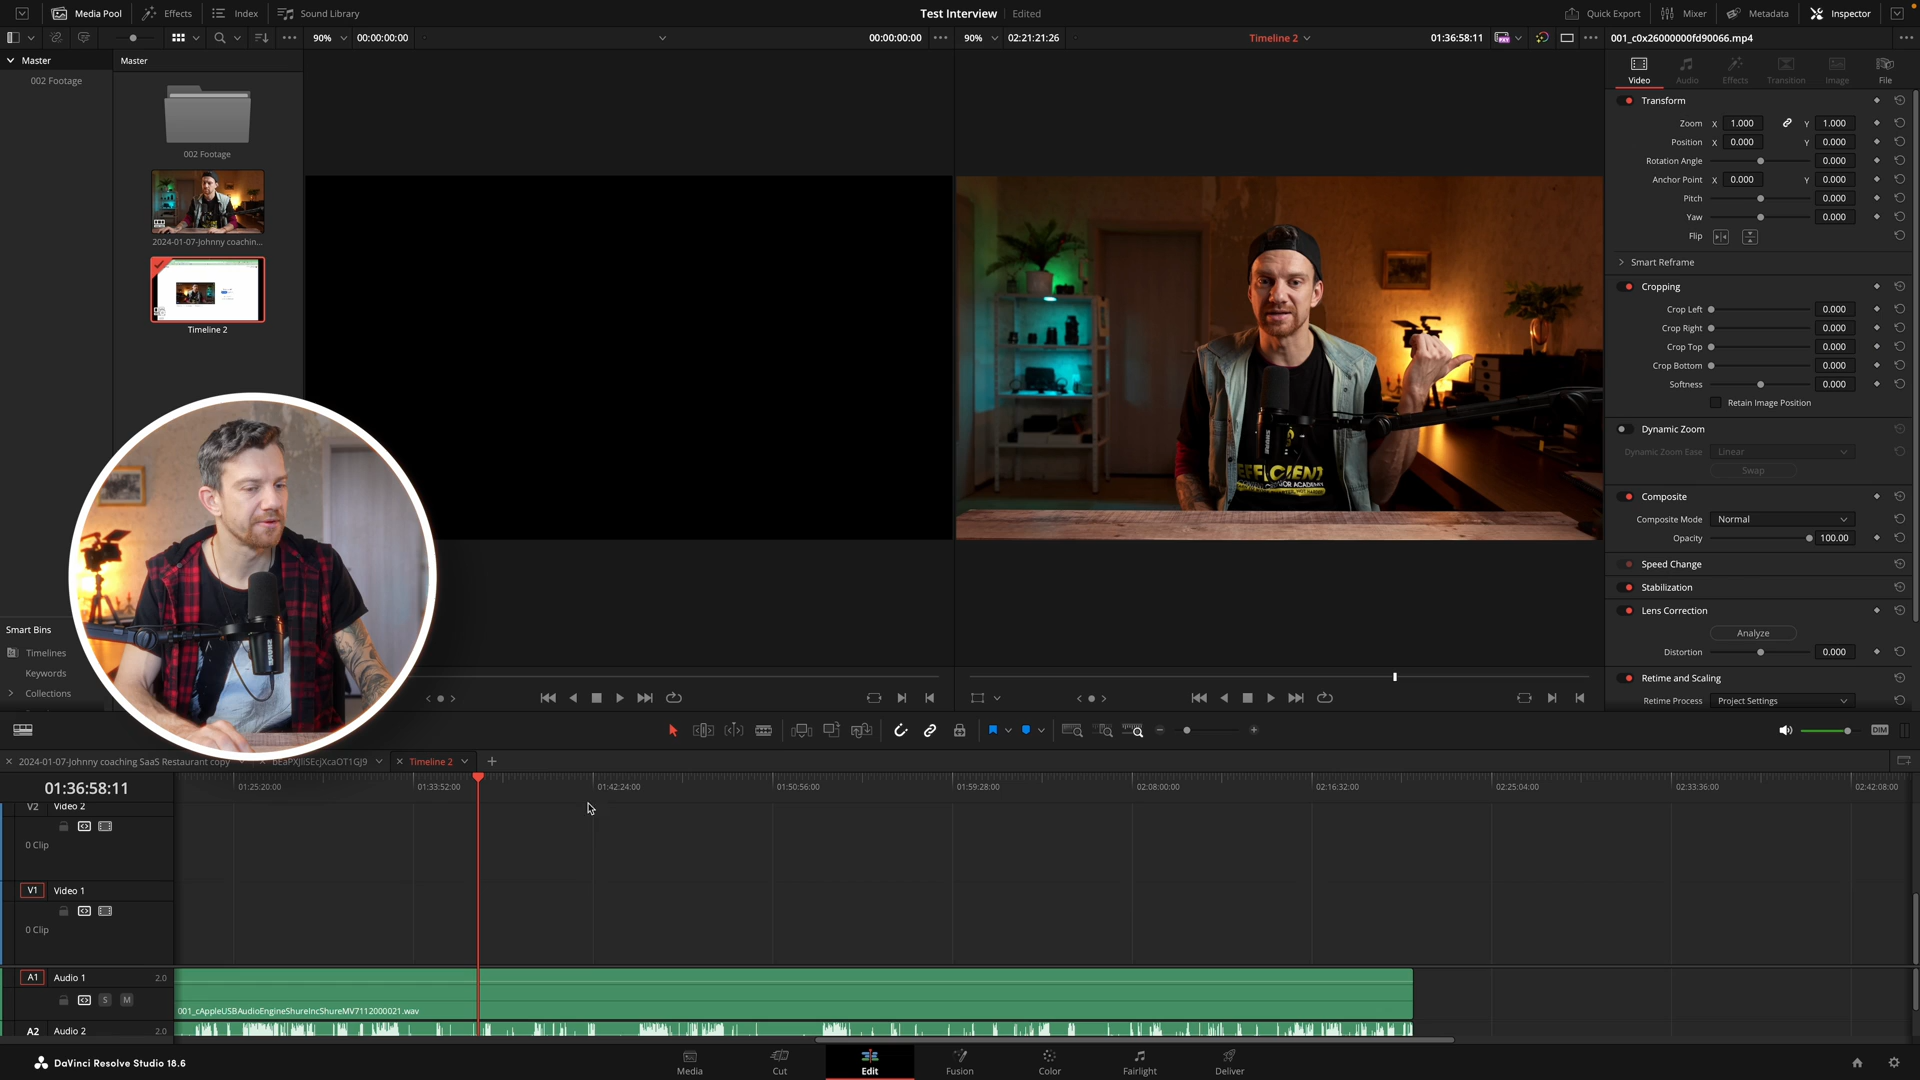 Media Pool
Effects
Index
Sound Library
Test Interview
Edited
Quick Export
Mixer
Metadata
Inspector
90%
00:00:00:00
00:00:00:00
90%
02:21:21:26
Timeline 2
01:36:58:11
001_c0x26000000fd90066.mp4
Master
002 Footage
Master
002 Footage
2024-01-07-Johnny coachin...
Timeline 2
Smart Bins
Timelines
Keywords
Collections
EFFICIENT
SHURE
SHURE
Video
Audio
Effects
Transition
Image
File
Transform
Zoom X 1.000 Y 1.000
Position X 0.000 Y 0.000
Rotation Angle 0.000
Anchor Point X 0.000 Y 0.000
Pitch 0.000
Yaw 0.000
Flip
Smart Reframe
Cropping
Crop Left 0.000
Crop Right 0.000
Crop Top 0.000
Crop Bottom 0.000
Softness 0.000
Retain Image Position
Dynamic Zoom
Dynamic Zoom Ease Linear
Swap
Composite
Composite Mode Normal
Opacity 100.00
Speed Change
Stabilization
Lens Correction
Analyze
Distortion 0.000
Retime and Scaling
Retime Process Project Settings
DIM
2024-01-07-Johnny coaching SaaS Restaurant copy
Timeline 2
01:36:58:11
01:25:20:00
01:33:52:00
01:42:24:00
01:50:56:00
01:59:28:00
02:08:00:00
02:16:32:00
02:25:04:00
02:33:36:00
02:42:08:00
V2 Video 2
0 Clip
V1 Video 1
0 Clip
A1 Audio 1 2.0
S M
001_cAppleUSBAudioEngineShureIncShureMV7112000021.wav
A2 Audio 2 2.0
DaVinci Resolve Studio 18.6
Media
Cut
Edit
Fusion
Color
Fairlight
Deliver